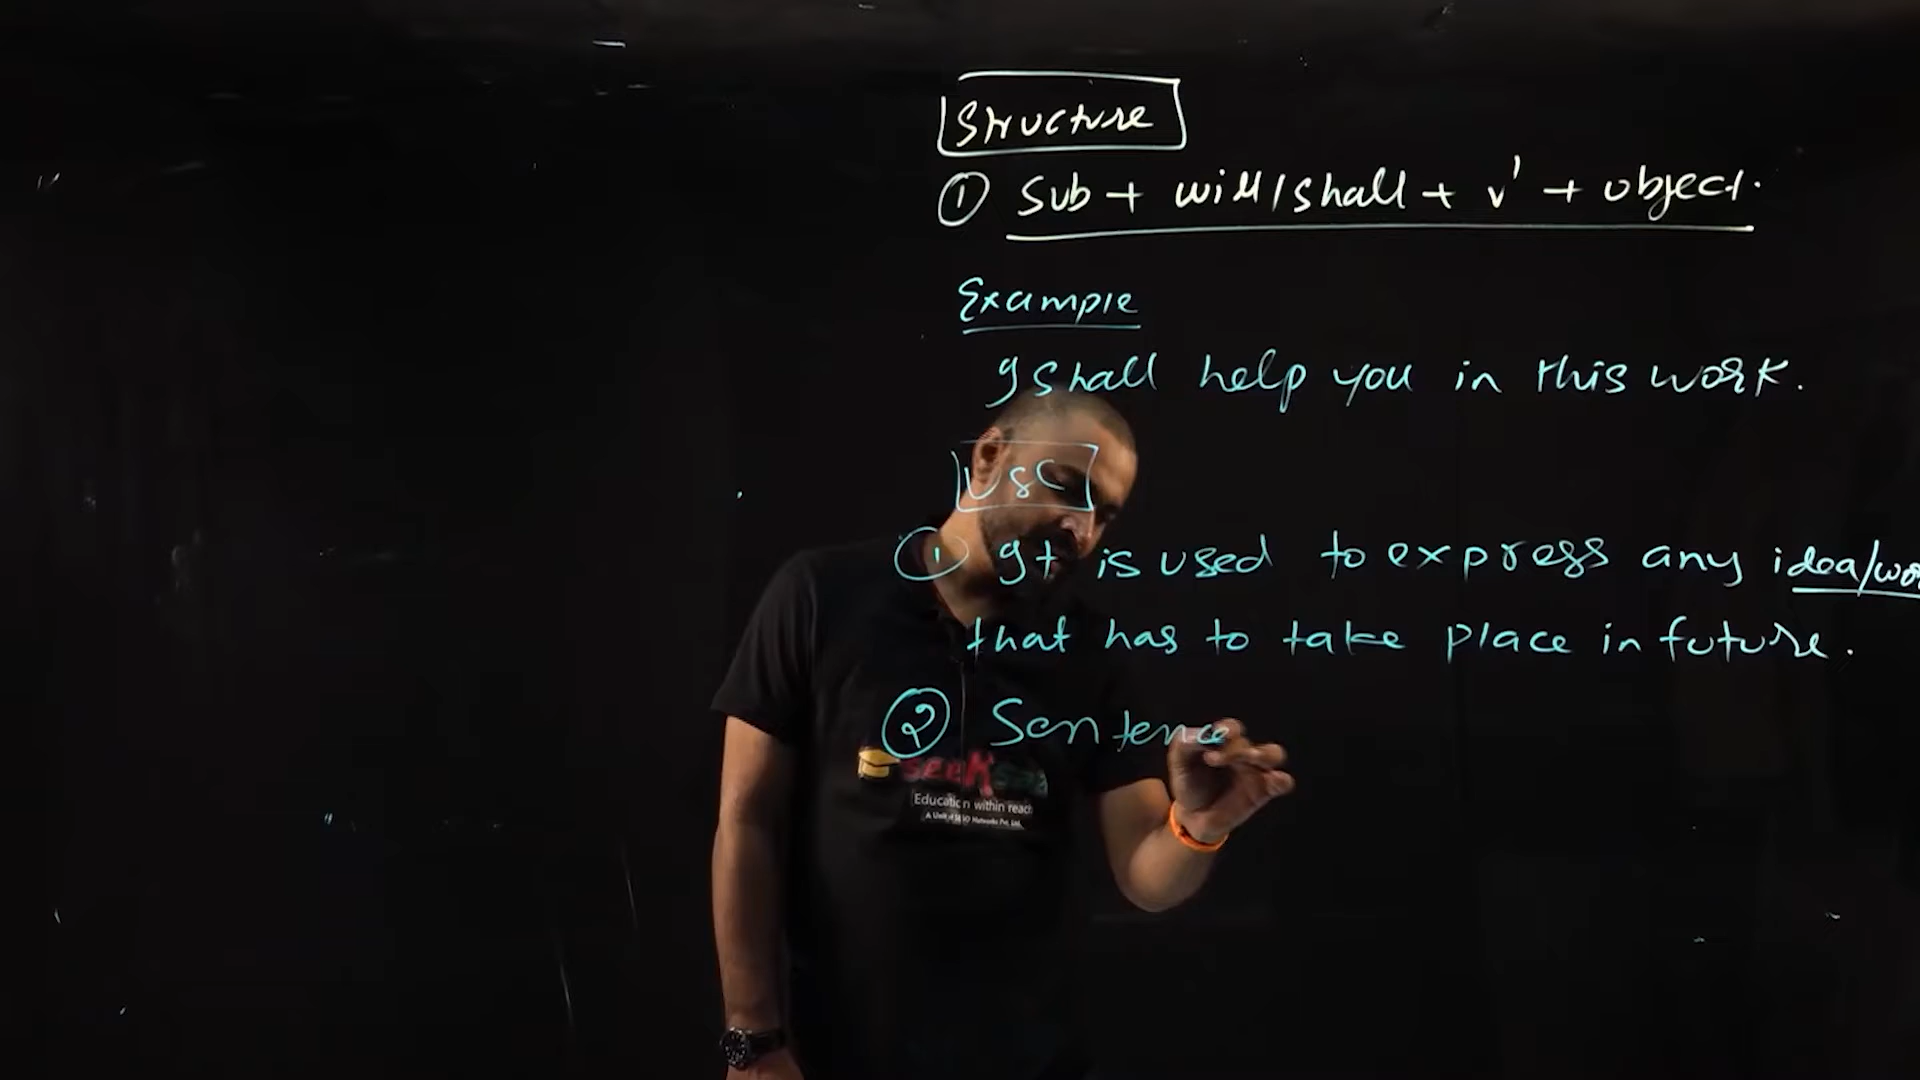 Structure
① Sub + will/shall + v' + object.
Example
I shall help you in this work.
Use
① It is used to express any idea/wor
that has to take place in future.
② Sentence
Education within reach